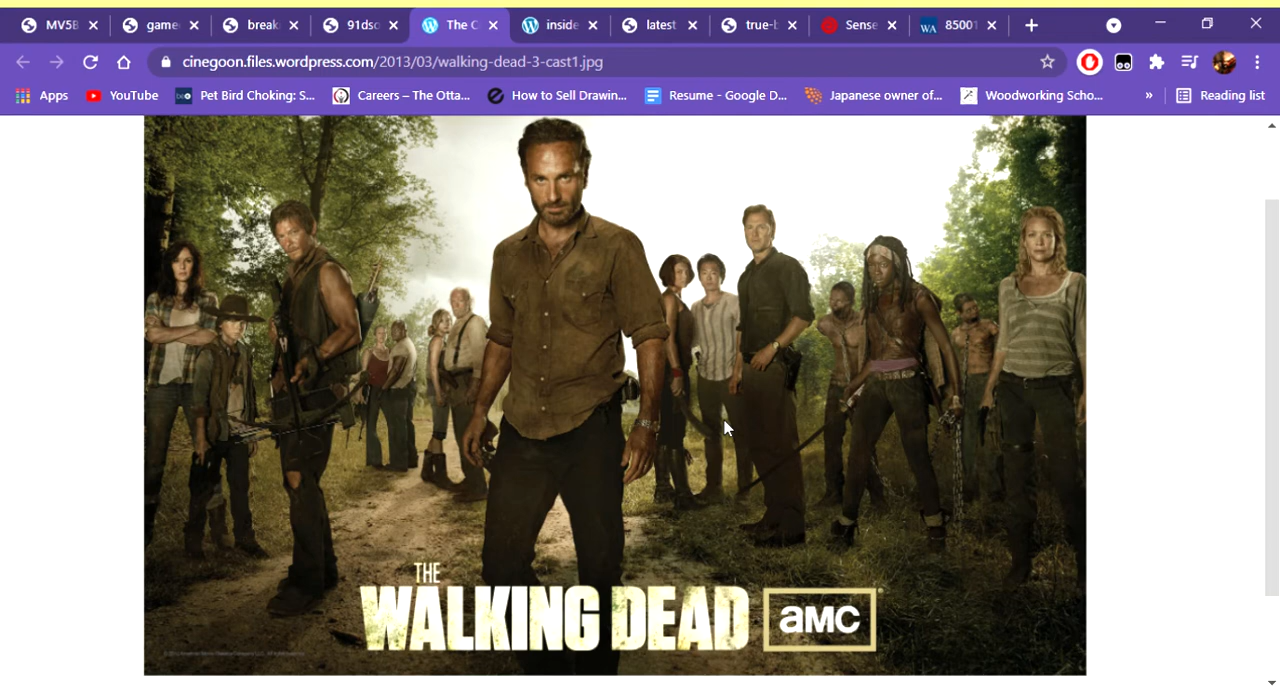 MV5B
game
break
91dsc
The C
inside
latest
true-b
Sense
WA
85001
cinegoon.files.wordpress.com/2013/03/walking-dead-3-cast1.jpg
Apps
YouTube
Pet Bird Choking: S...
Careers – The Otta...
How to Sell Drawin...
Resume - Google D...
Japanese owner of...
Woodworking Scho...
»
Reading list
THE
WALKING DEAD
aMC